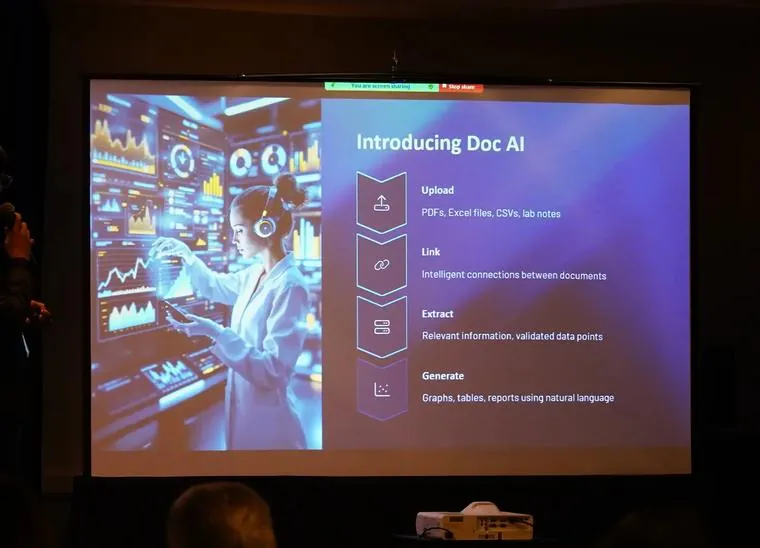 You are screen sharing
Stop share
Introducing Doc AI
Upload
PDFs, Excel files, CSVs, lab notes
Link
Intelligent connections between documents
Extract
Relevant information, validated data points
Generate
Graphs, tables, reports using natural language